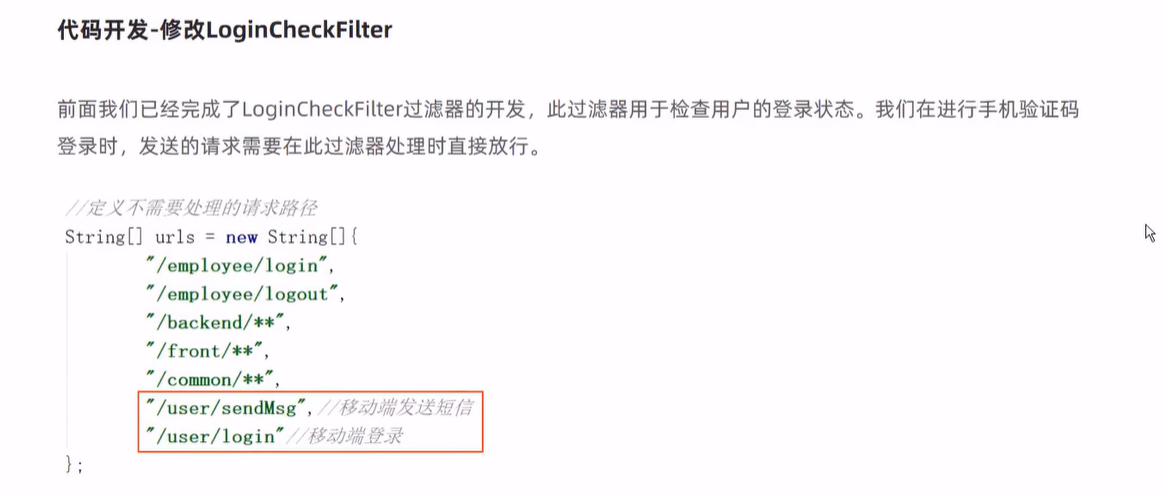 代码开发-修改LoginCheckFilter
前面我们已经完成了LoginCheckFilter过滤器的开发，此过滤器用于检查用户的登录状态。我们在进行手机验证码
登录时，发送的请求需要在此过滤器处理时直接放行。
//定义不需要处理的请求路径
String[] urls = new String[]{
"/employee/login",
"/employee/logout",
"/backend/**",
"/front/**",
"/common/**",
"/user/sendMsg",//移动端发送短信
"/user/login"//移动端登录
};